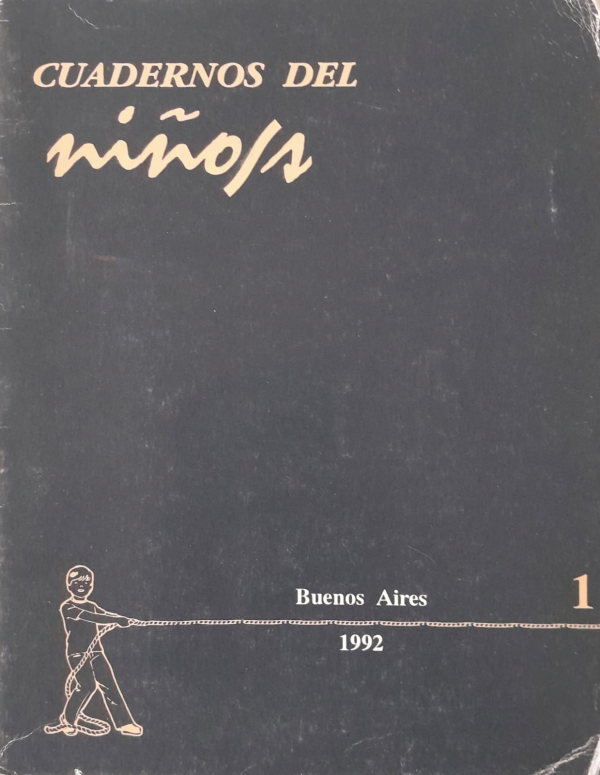 CUADERNOS DEL
niño/s
Buenos Aires
1
1992